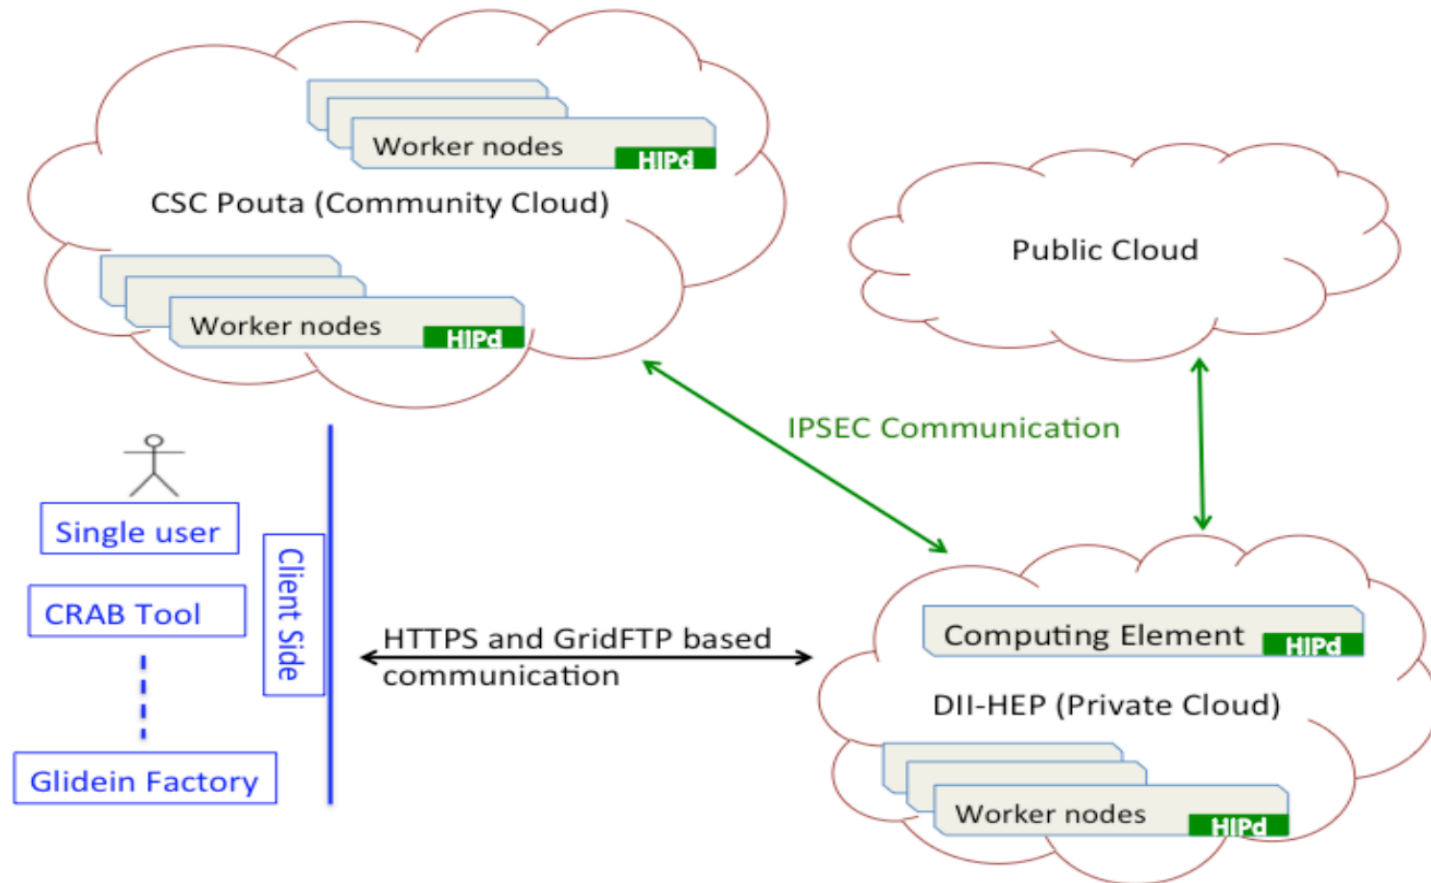 Worker nodes
HIPd
CSC Pouta (Community Cloud)
Worker nodes
HIPd
Public Cloud
IPSEC Communication
Single user
CRAB Tool
Glidein Factory
Client Side
HTTPS and GridFTP based
communication
Computing Element
HIPd
DII-HEP (Private Cloud)
Worker nodes
HIPd